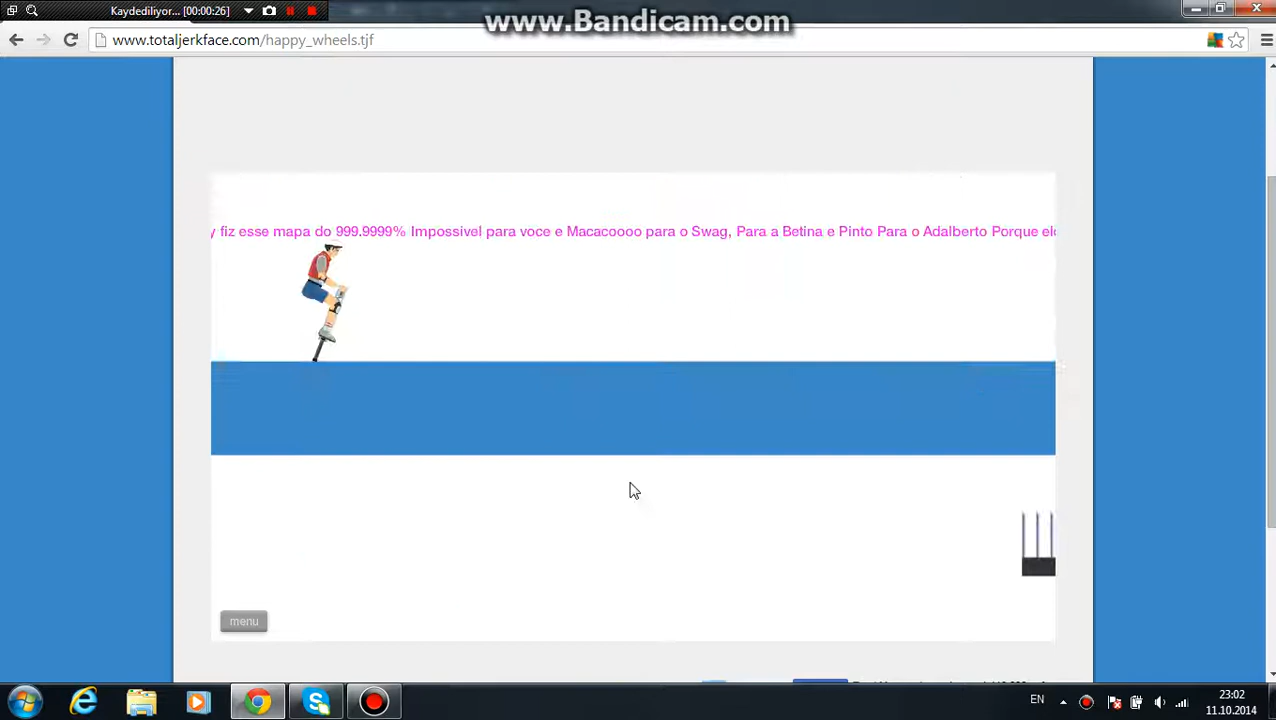 Kaydediliyor... [00:00:26]
www.Bandicam.com
www.totaljerkface.com/happy_wheels.tjf
y fiz esse mapa do 999.9999% Impossivel para voce e Macacoooo para o Swag, Para a Betina e Pinto Para o Adalberto Porque elo
menu
EN
23:02
11.10.2014